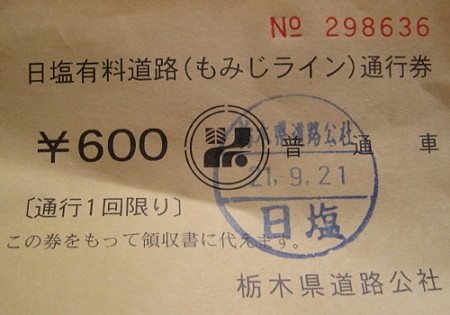 № 298636
日塩有料道路(もみじライン)通行券
¥600 普通車
栃木県道路公社
21.9.21
日塩
〔通行1回限り〕
この券をもって領収書に代えます。
栃木県道路公社